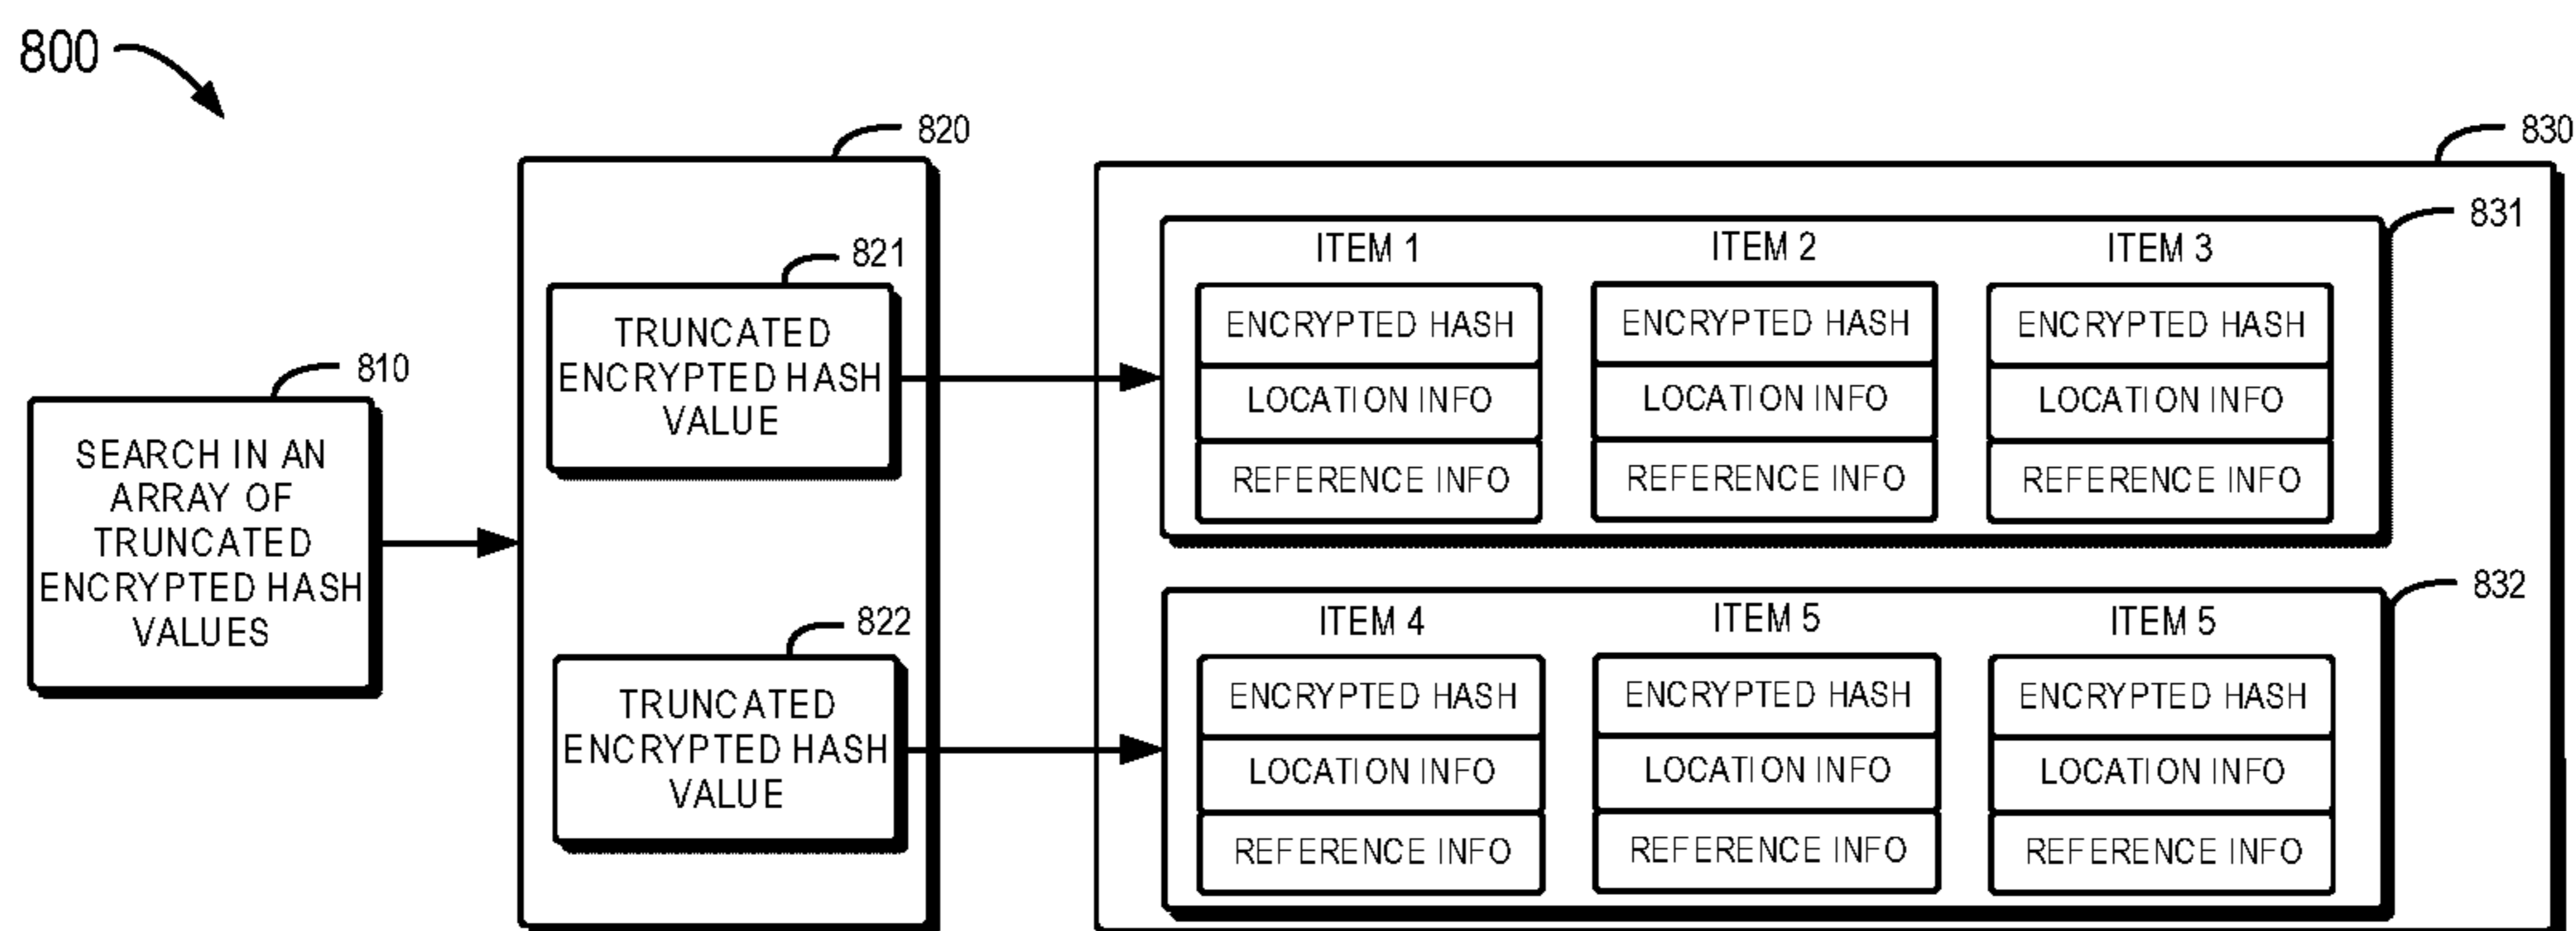 800
820
830
831
821
ITEM 1
ITEM 2
ITEM 3
810
TRUNCATED
ENCRYPTED HASH
VALUE
ENCRYPTED HASH
ENCRYPTED HASH
ENCRYPTED HASH
LOCATION INFO
LOCATION INFO
LOCATION INFO
REFERENCE INFO
REFERENCE INFO
REFERENCE INFO
SEARCH IN AN
ARRAY OF
TRUNCATED
ENCRYPTED HASH
VALUES
832
822
ITEM 4
ITEM 5
ITEM 5
TRUNCATED
ENCRYPTED HASH
VALUE
ENCRYPTED HASH
ENCRYPTED HASH
ENCRYPTED HASH
LOCATION INFO
LOCATION INFO
LOCATION INFO
REFERENCE INFO
REFERENCE INFO
REFERENCE INFO